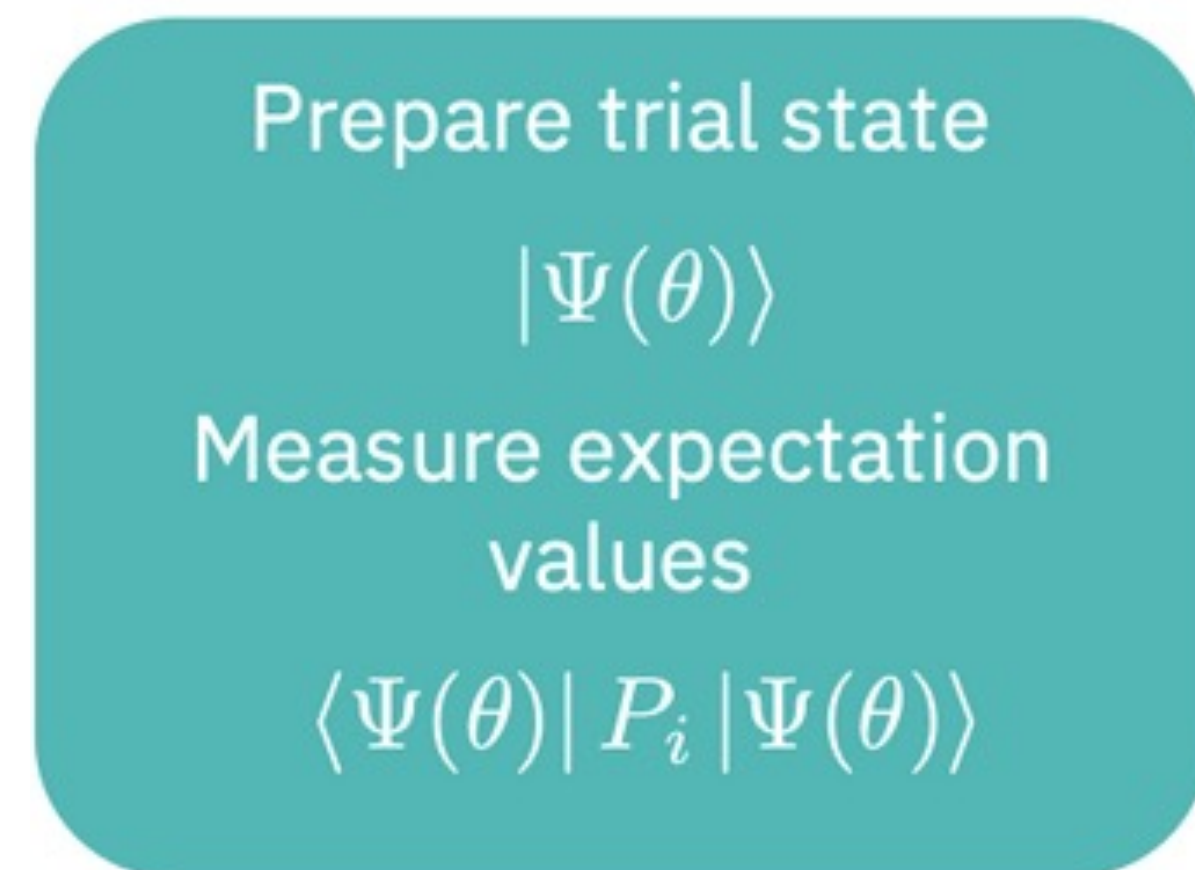 Prepare trial state
|Ψ(θ)⟩
Measure expectation
values
⟨Ψ(θ)| P_i |Ψ(θ)⟩